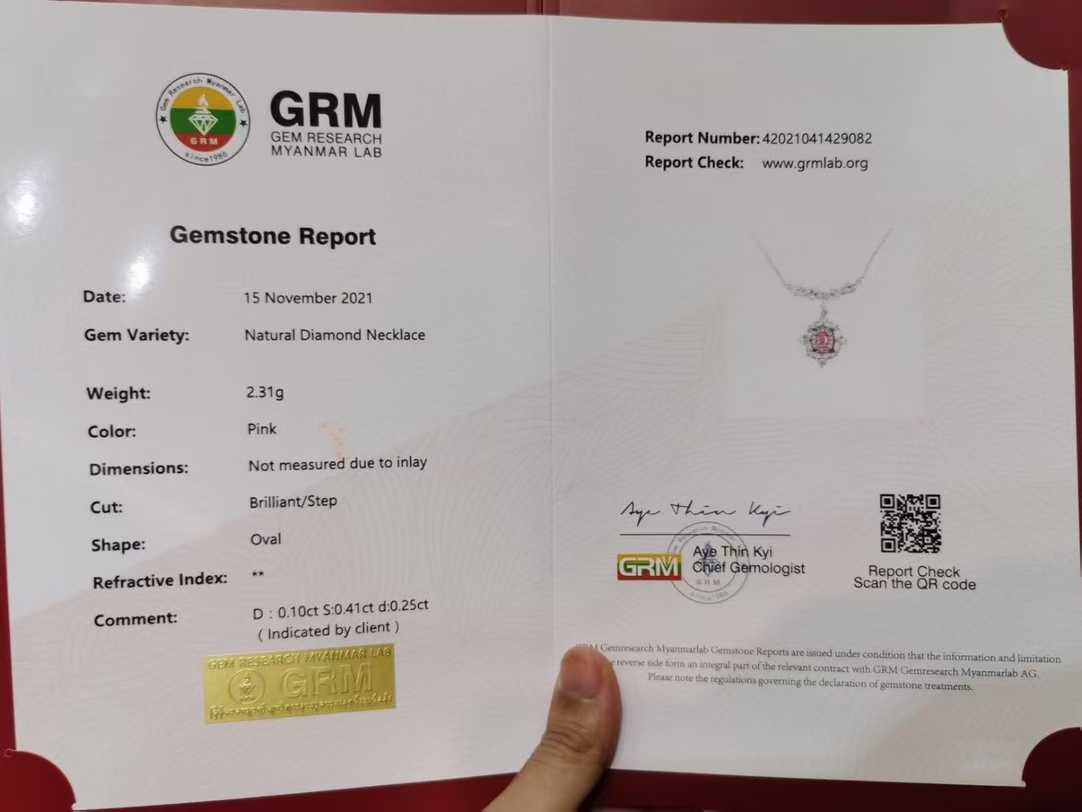 Gem Research Myanmar Lab
GRM
since1986
GRM
GEM RESEARCH
MYANMAR LAB
Gemstone Report
Date: 15 November 2021
Gem Variety: Natural Diamond Necklace
Weight: 2.31g
Color: Pink
Dimensions: Not measured due to inlay
Cut: Brilliant/Step
Shape: Oval
Refractive Index: **
Comment: D : 0.10ct S:0.41ct d:0.25ct
( Indicated by client )
GEM RESEARCH MYANMAR LAB
GRM
Report Number: 42021041429082
Report Check: www.grmlab.org
Aye Thin Kyi
GRM
Aye Thin Kyi
Chief Gemologist
GRM
since1986
Report Check
Scan the QR code
GRM Gemresearch Myanmarlab Gemstone Reports are issued under condition that the information and limitation
reverse side form an integral part of the relevant contract with GRM Gemresearch Myanmarlab AG.
Please note the regulations governing the declaration of gemstone treatments.